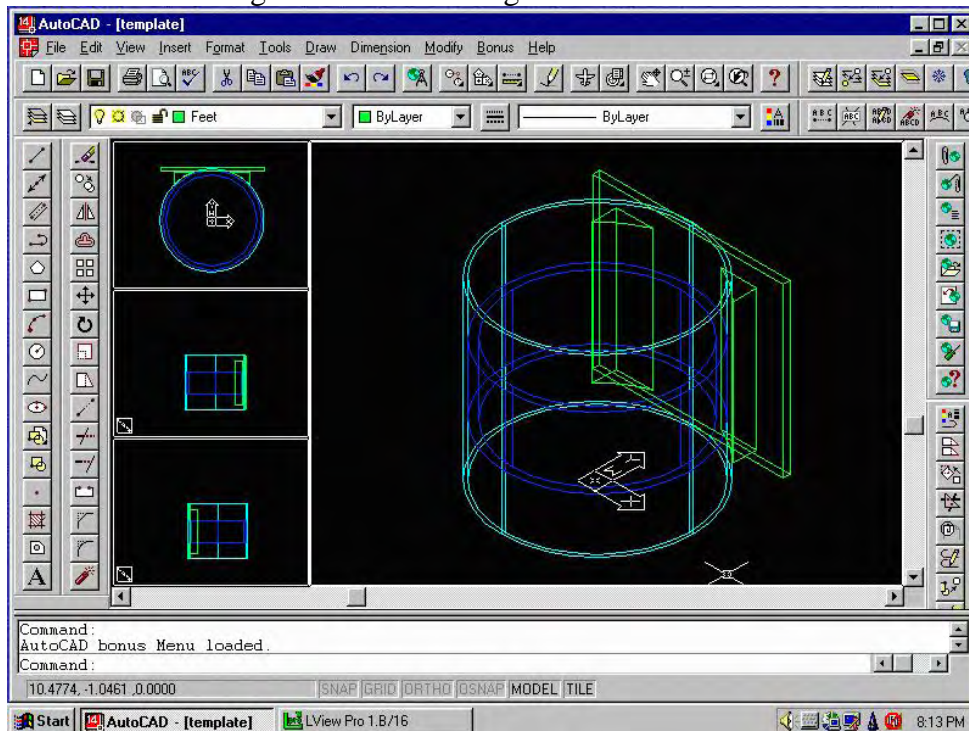 AutoCAD - [template]
File Edit View Insert Format Tools Draw Dimension Modify Bonus Help
Feet ByLayer ByLayer
Command:
AutoCAD bonus Menu loaded.
Command:
10.4774, -1.0461 ,0.0000 SNAP GRID ORTHO OSNAP MODEL TILE
Start AutoCAD - [template] LView Pro 1.B/16 8:13 PM